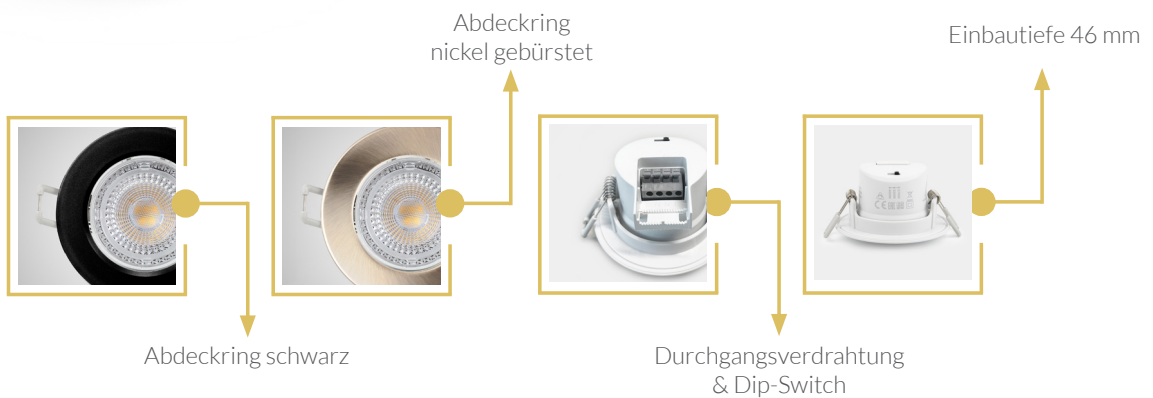 Abdeckring
nickel gebürstet
Einbautiefe 46 mm
Abdeckring schwarz
Durchgangsverdrahtung
& Dip-Switch